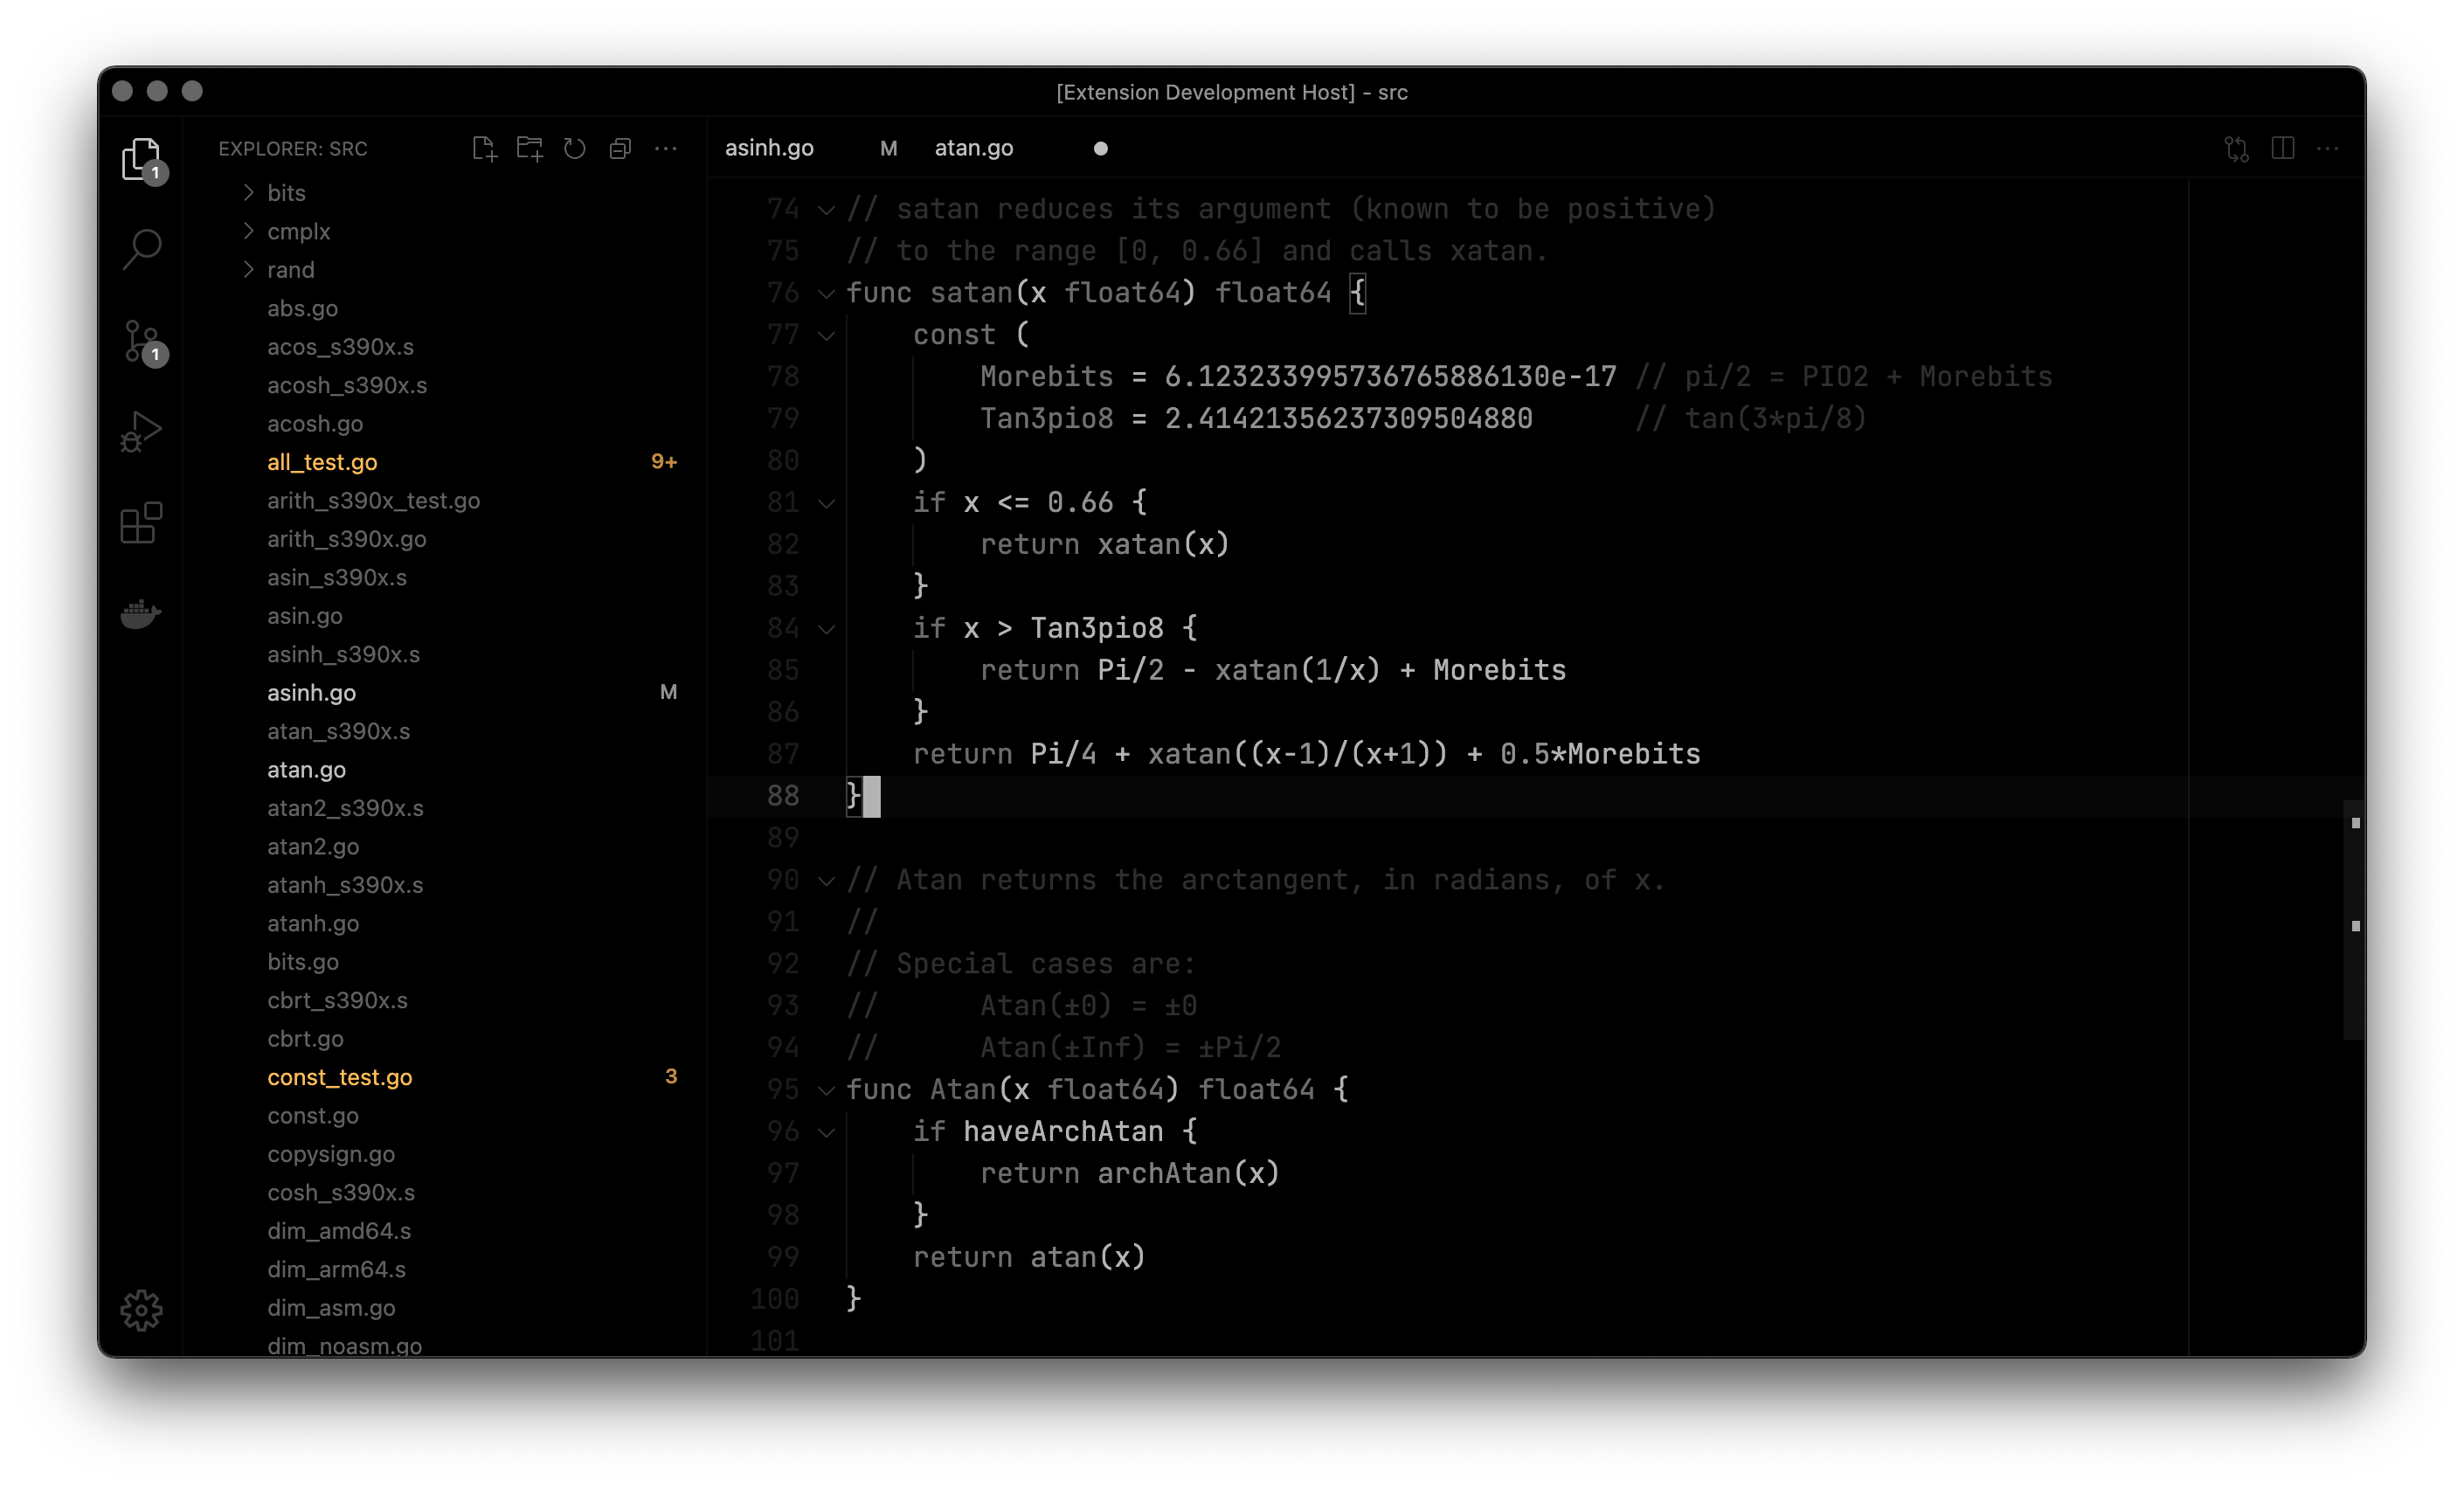 [Extension Development Host] - src
1
1
EXPLORER: SRC
bits
cmplx
rand
abs.go
acos_s390x.s
acosh_s390x.s
acosh.go
all_test.go 9+
arith_s390x_test.go
arith_s390x.go
asin_s390x.s
asin.go
asinh_s390x.s
asinh.go M
atan_s390x.s
atan.go
atan2_s390x.s
atan2.go
atanh_s390x.s
atanh.go
bits.go
cbrt_s390x.s
cbrt.go
const_test.go 3
const.go
copysign.go
cosh_s390x.s
dim_amd64.s
dim_arm64.s
dim_asm.go
dim_noasm.go
asinh.go M atan.go
74 // satan reduces its argument (known to be positive)
75 // to the range [0, 0.66] and calls xatan.
76 func satan(x float64) float64 {
77     const (
78         Morebits = 6.123233995736765886130e-17 // pi/2 = PIO2 + Morebits
79         Tan3pio8 = 2.41421356237309504880      // tan(3*pi/8)
80     )
81     if x <= 0.66 {
82         return xatan(x)
83     }
84     if x > Tan3pio8 {
85         return Pi/2 - xatan(1/x) + Morebits
86     }
87     return Pi/4 + xatan((x-1)/(x+1)) + 0.5*Morebits
88 }
89
90 // Atan returns the arctangent, in radians, of x.
91 //
92 // Special cases are:
93 //      Atan(±0) = ±0
94 //      Atan(±Inf) = ±Pi/2
95 func Atan(x float64) float64 {
96     if haveArchAtan {
97         return archAtan(x)
98     }
99     return atan(x)
100 }
101